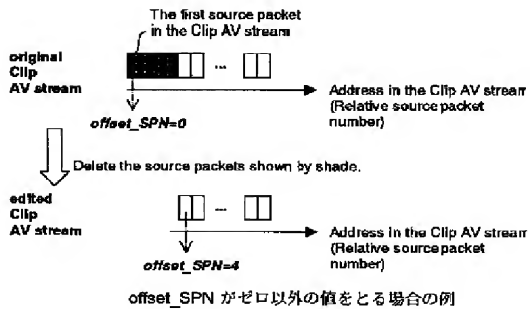 The first source packet
in the Clip AV stream
original
Clip
AV stream
...
Address in the Clip AV stream
(Relative source packet
number)
offset_SPN=0
Delete the source packets shown by shade.
edited
Clip
AV stream
...
Address in the Clip AV stream
(Relative source packet
number)
offset_SPN=4
offset_SPN がゼロ以外の値をとる場合の例